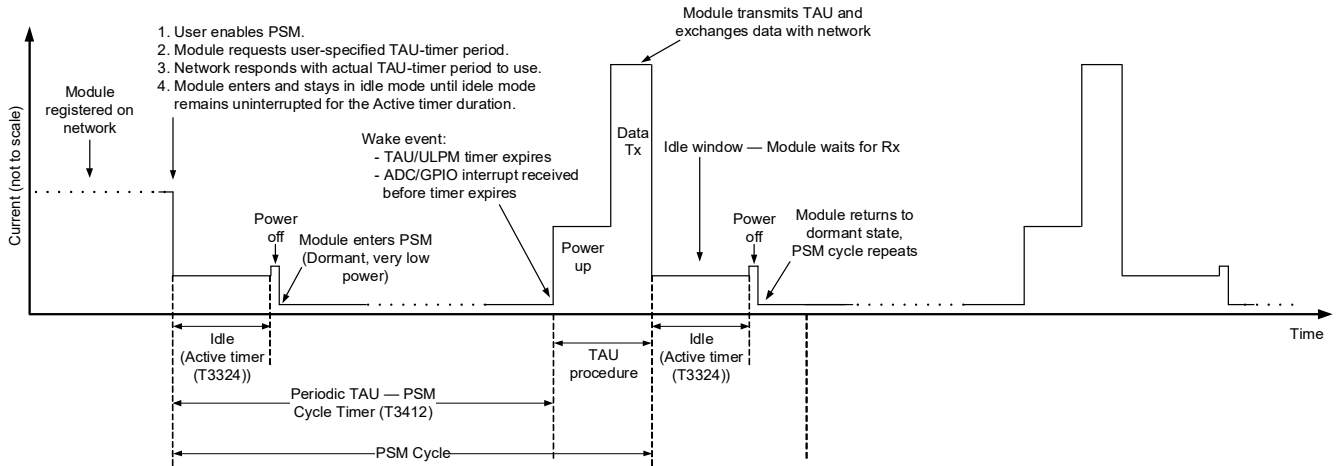 Module transmits TAU and
exchanges data with network
1. User enables PSM.
2. Module requests user-specified TAU-timer period.
3. Network responds with actual TAU-timer period to use.
4. Module enters and stays in idle mode until idele mode
remains uninterrupted for the Active timer duration.
Module
registered on
network
Current (not to scale)
Wake event:
- TAU/ULPM timer expires
- ADC/GPIO interrupt received
before timer expires
Data
Tx
Idle window — Module waits for Rx
Power
off
Module enters PSM
(Dormant, very low
power)
Power
up
Power
off
Module returns to
dormant state,
PSM cycle repeats
Time
Idle
(Active timer
(T3324))
TAU
procedure
Idle
(Active timer
(T3324))
Periodic TAU — PSM
Cycle Timer (T3412)
PSM Cycle